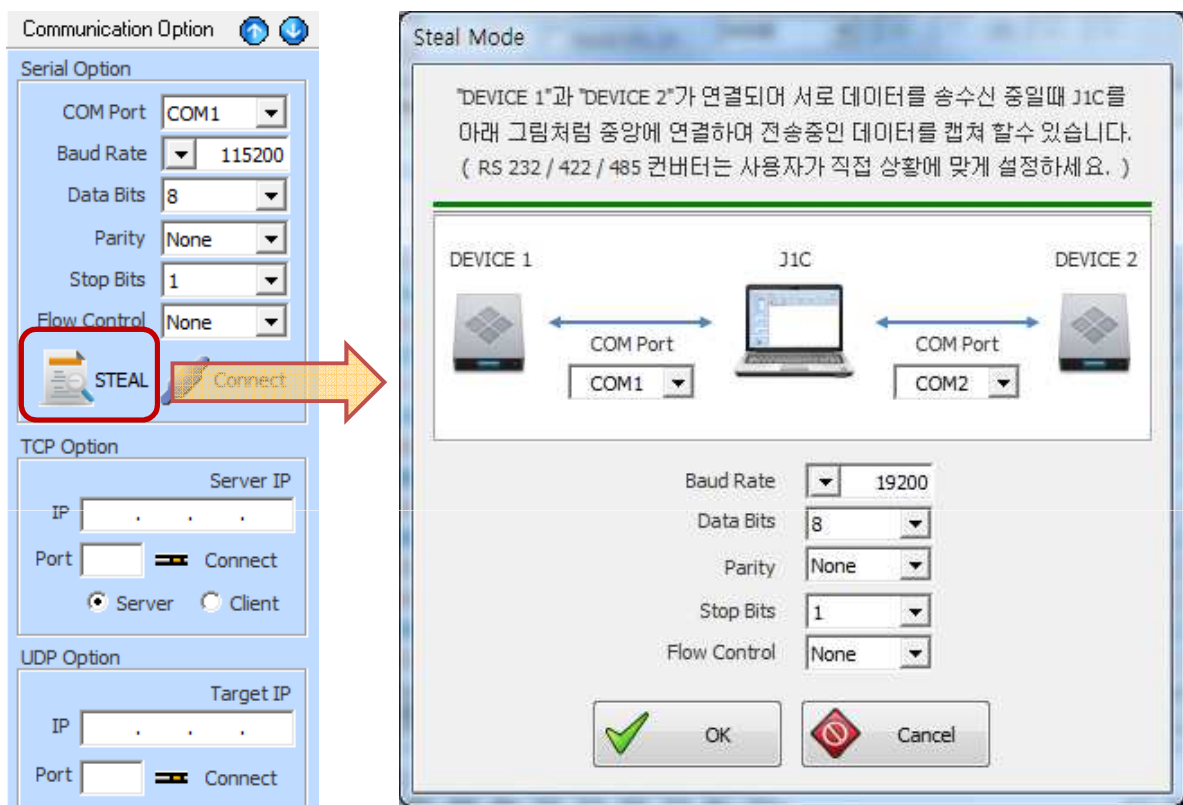 Communication Option
Serial Option
COM Port COM1
Baud Rate 115200
Data Bits 8
Parity None
Stop Bits 1
Flow Control None
STEAL Connect
TCP Option
Server IP
IP . . .
Port Connect
Server Client
UDP Option
Target IP
IP . . .
Port Connect
Steal Mode
"DEVICE 1"과 "DEVICE 2"가 연결되어 서로 데이터를 송수신 중일때 J1C를
아래 그림처럼 중앙에 연결하며 전송중인 데이터를 캡쳐 할수 있습니다.
( RS 232 / 422 / 485 컨버터는 사용자가 직접 상황에 맞게 설정하세요. )
DEVICE 1 J1C DEVICE 2
COM Port COM Port
COM1 COM2
Baud Rate 19200
Data Bits 8
Parity None
Stop Bits 1
Flow Control None
OK Cancel